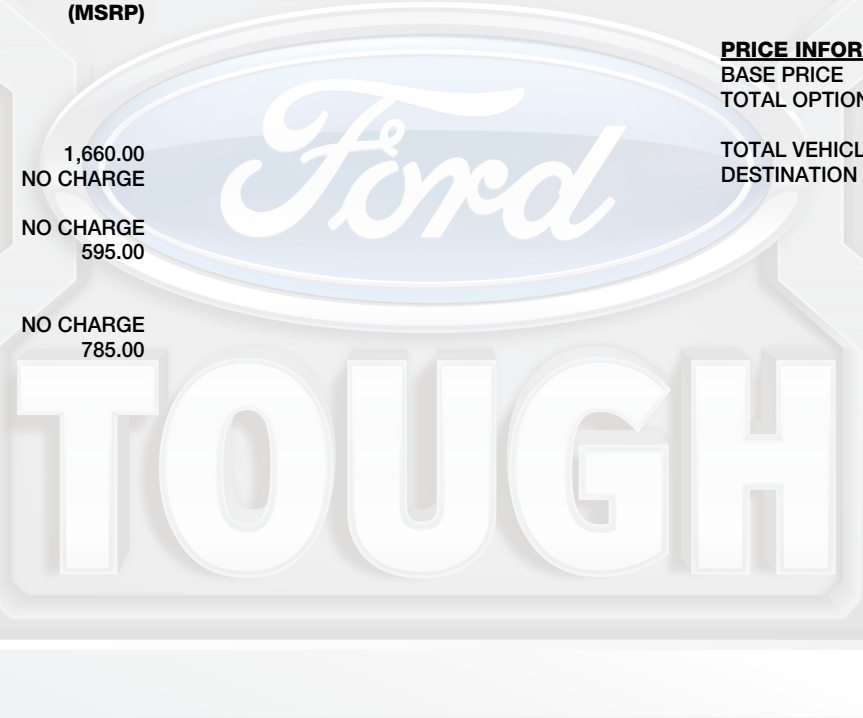 (MSRP)
1,660.00
NO CHARGE
NO CHARGE
595.00
NO CHARGE
785.00
PRICE INFOR
BASE PRICE
TOTAL OPTION
TOTAL VEHICL
DESTINATION
Ford
TOUGH